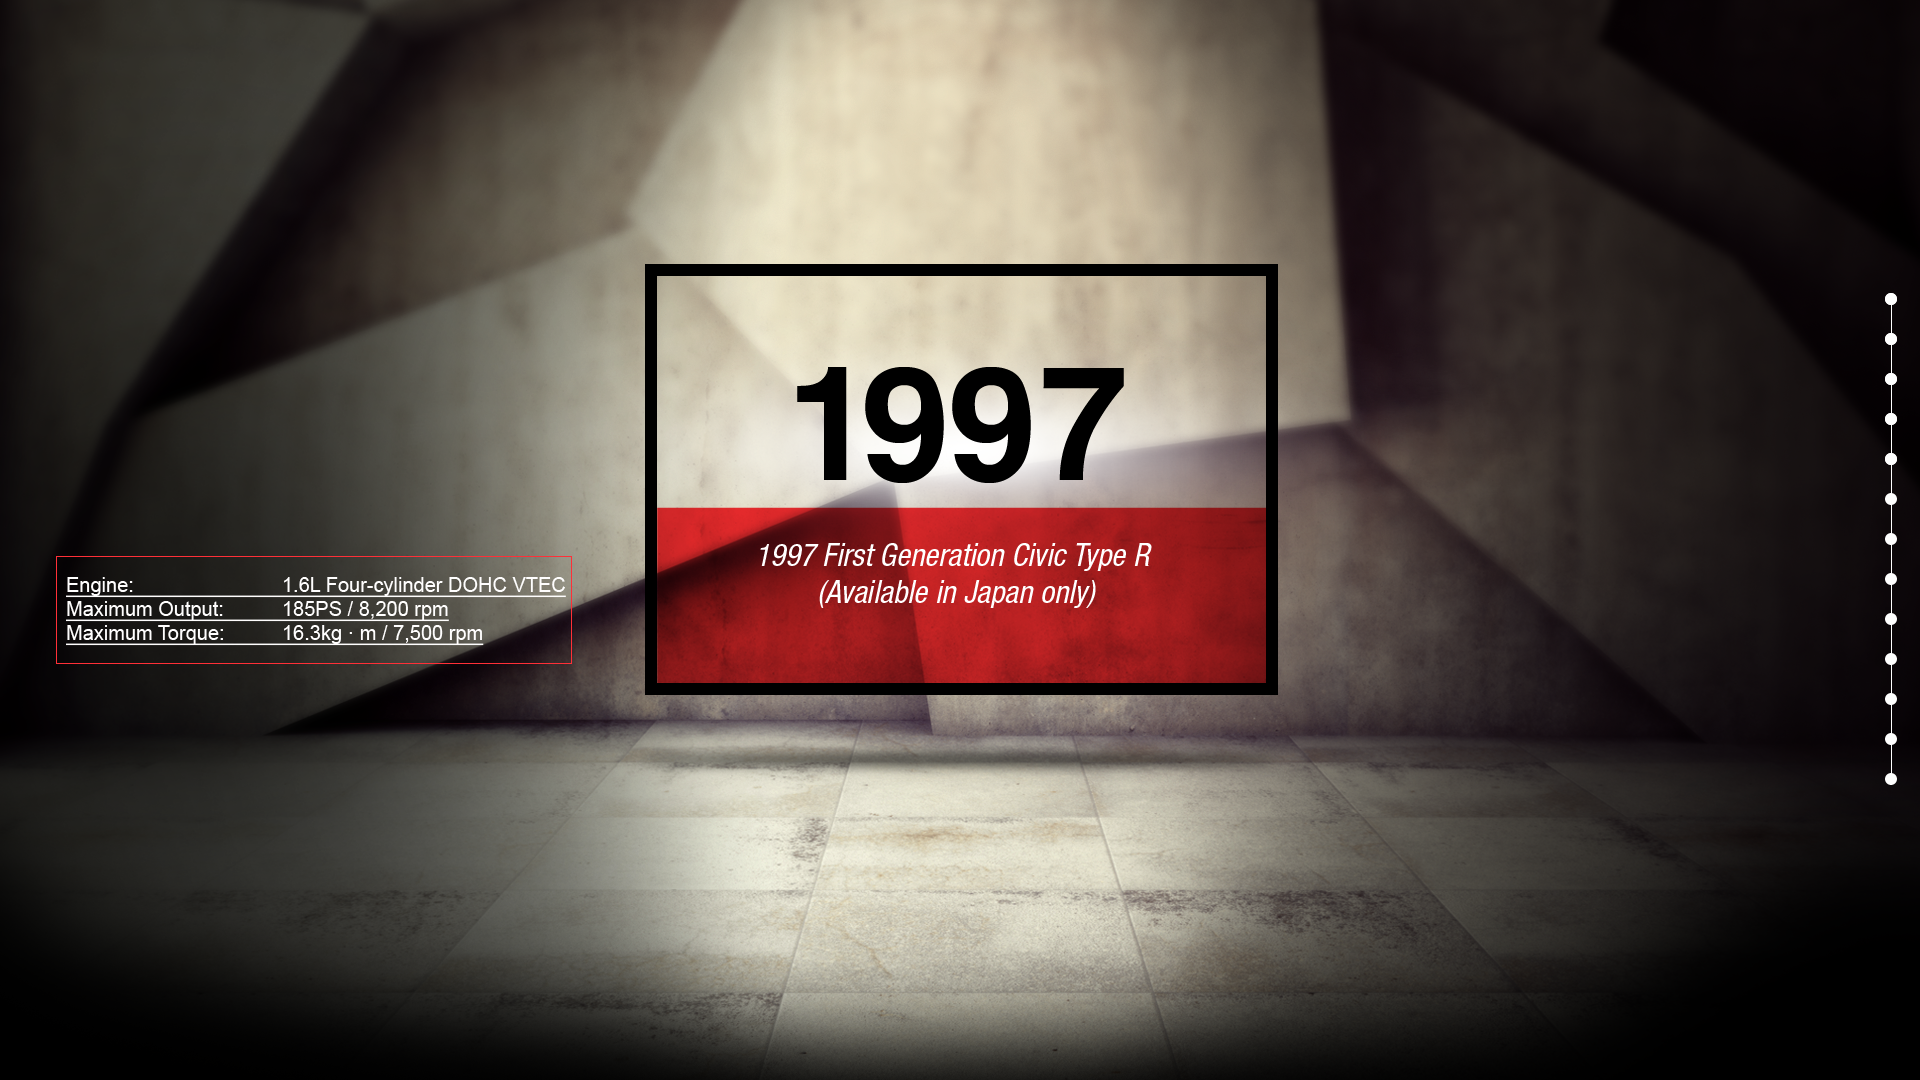 1997
1997 First Generation Civic Type R
(Available in Japan only)
Engine: 1.6L Four-cylinder DOHC VTEC
Maximum Output: 185PS / 8,200 rpm
Maximum Torque: 16.3kg · m / 7,500 rpm